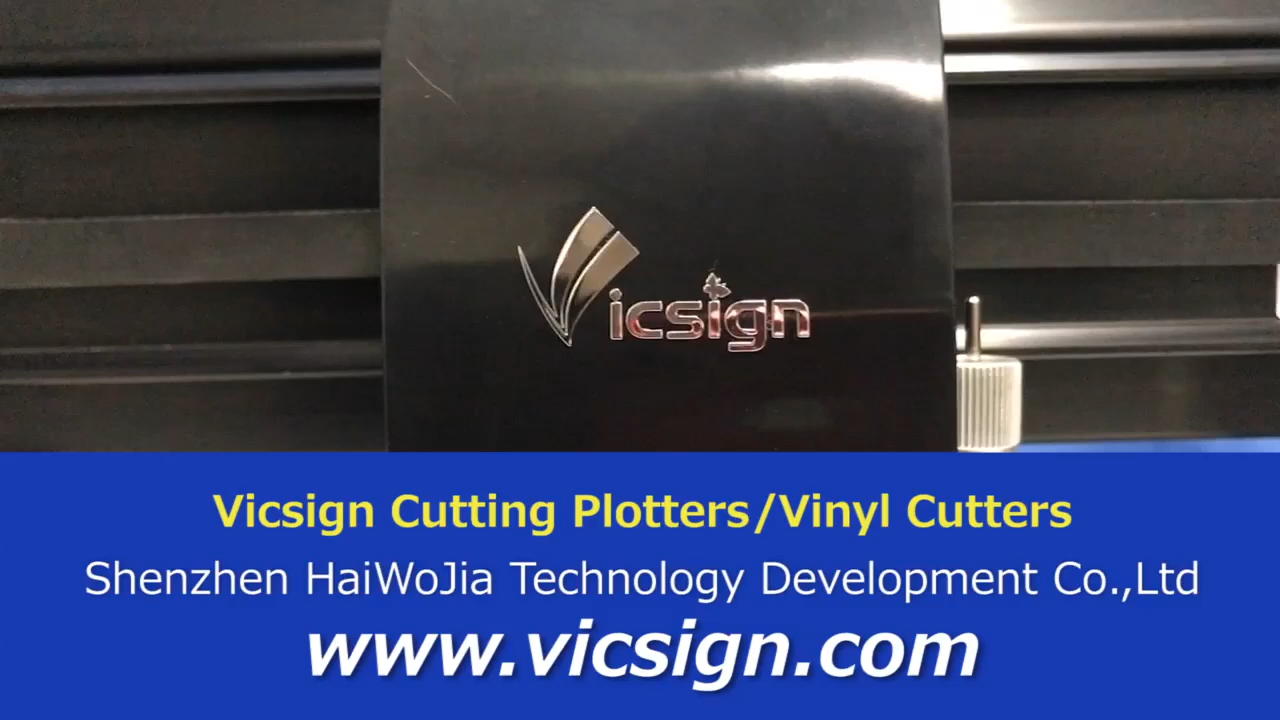 Vicsign
Vicsign Cutting Plotters/Vinyl Cutters
Shenzhen HaiWoJia Technology Development Co.,Ltd
www.vicsign.com